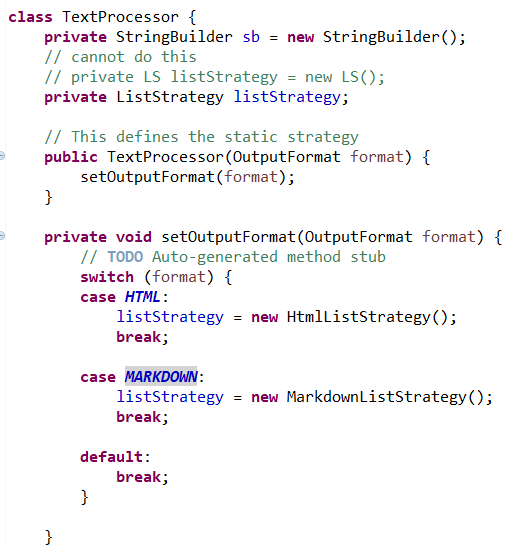 class TextProcessor {
    private StringBuilder sb = new StringBuilder();
    // cannot do this
    // private LS listStrategy = new LS();
    private ListStrategy listStrategy;

    // This defines the static strategy
    public TextProcessor(OutputFormat format) {
        setOutputFormat(format);
    }

    private void setOutputFormat(OutputFormat format) {
        // TODO Auto-generated method stub
        switch (format) {
        case HTML:
            listStrategy = new HtmlListStrategy();
            break;

        case MARKDOWN:
            listStrategy = new MarkdownListStrategy();
            break;

        default:
            break;
        }

    }